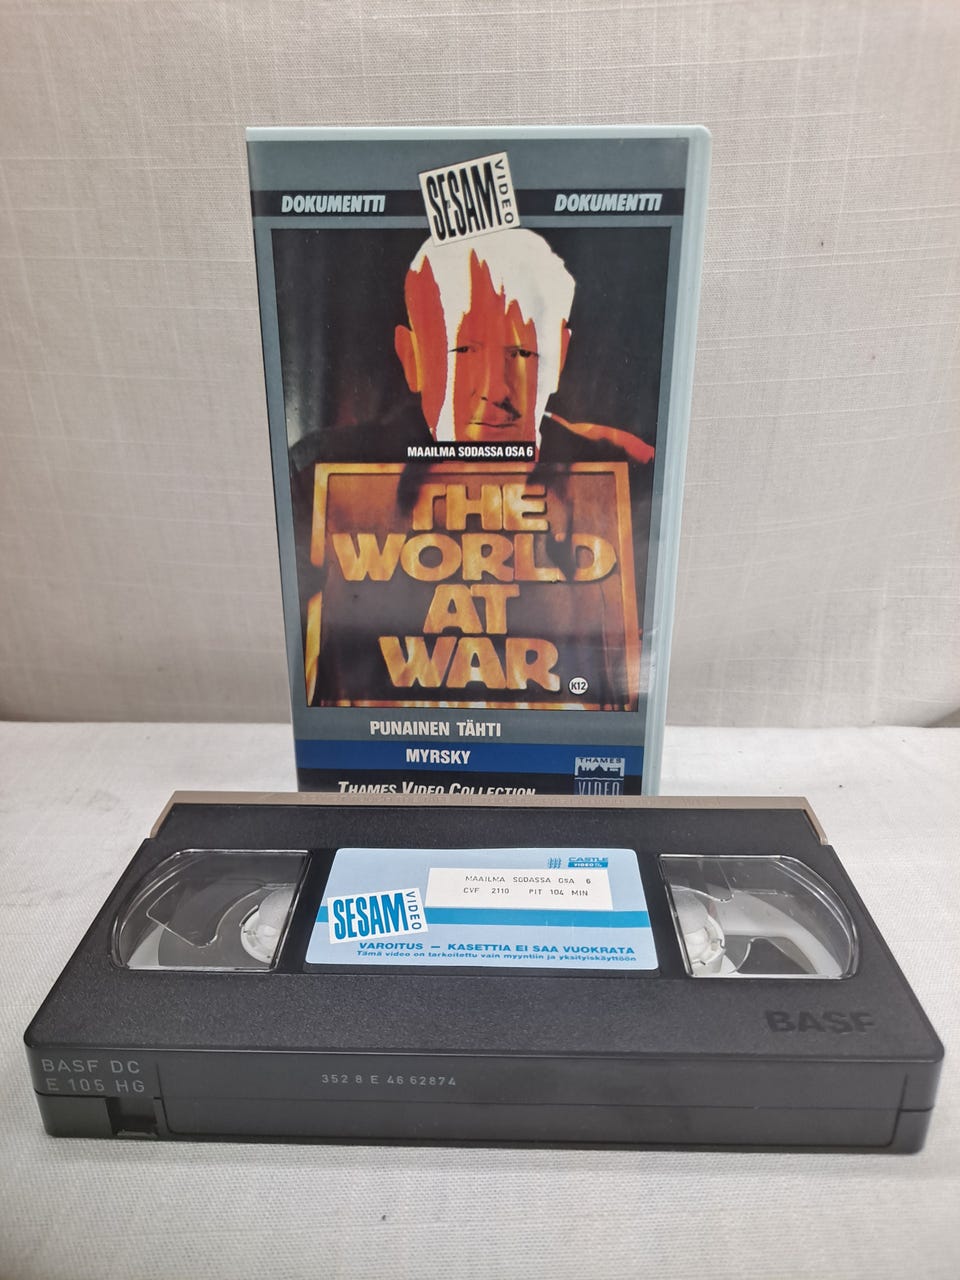 SESAM VIDEO
DOKUMENTTI DOKUMENTTI
MAAILMA SODASSA OSA 6
THE
WORLD
AT
WAR
K12
PUNAINEN TÄHTI
MYRSKY
THAMES VIDEO COLLECTION
THAMES
VIDEO
CASTLE
VIDEO
MAAILMA SODASSA OSA 6
CVF 2110 PIT 104 MIN
SESAM VIDEO
VAROITUS — KASETTIA EI SAA VUOKRATA
Tämä video on tarkoitettu vain myyntiin ja yksityiskäyttöön
BASF
BASF DC
E 105 HG
352 8 E 46 62874